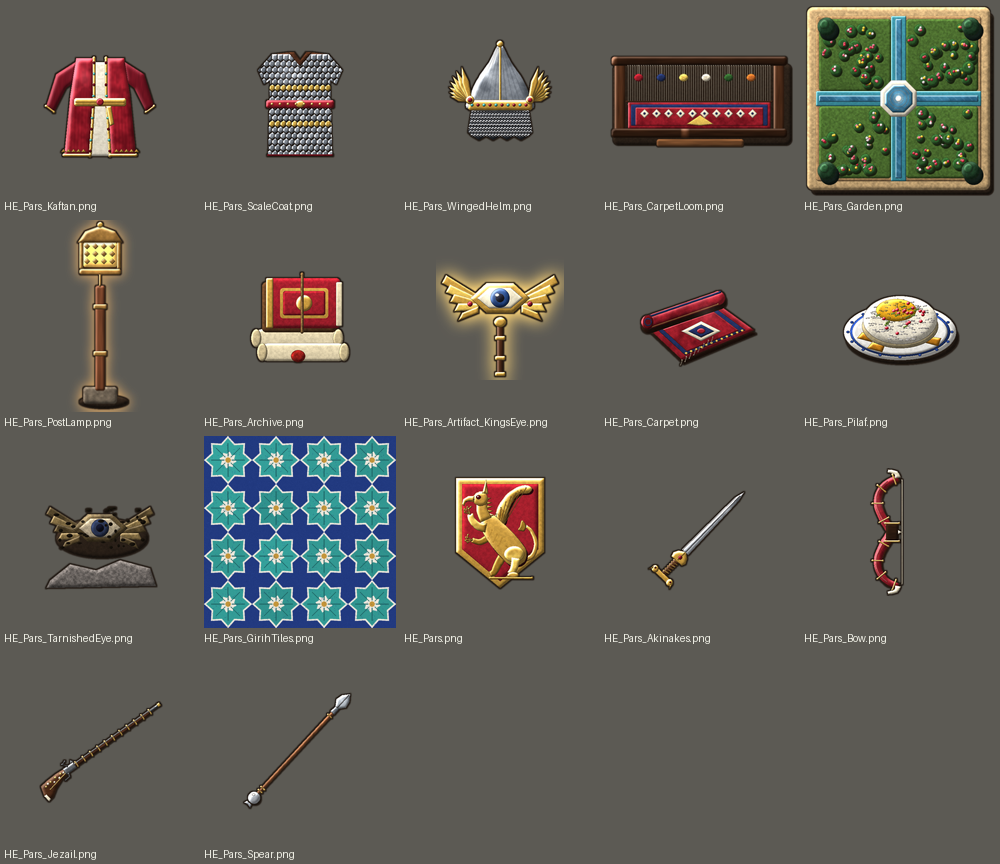 HE_Pars_Kaftan.png
HE_Pars_ScaleCoat.png
HE_Pars_WingedHelm.png
HE_Pars_CarpetLoom.png
HE_Pars_Garden.png
HE_Pars_PostLamp.png
HE_Pars_Archive.png
HE_Pars_Artifact_KingsEye.png
HE_Pars_Carpet.png
HE_Pars_Pilaf.png
HE_Pars_TarnishedEye.png
HE_Pars_GirihTiles.png
HE_Pars.png
HE_Pars_Akinakes.png
HE_Pars_Bow.png
HE_Pars_Jezail.png
HE_Pars_Spear.png